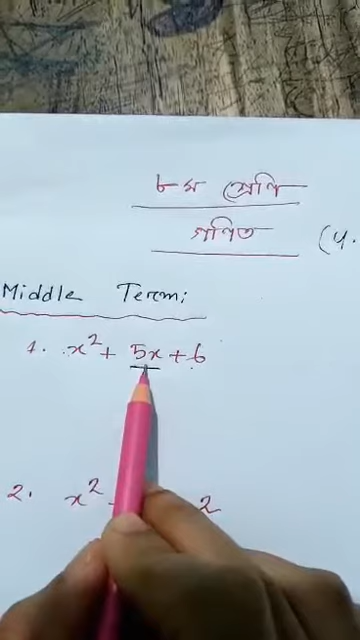 ৮ম শ্রেণি
গণিত
Middle Term:
1. x² + 5x + 6
2. x²